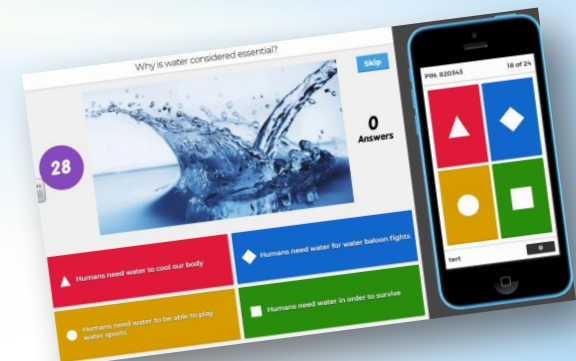 Why is water considered essential?
Skip
28
0
Answers
Humans need water to cool our body
Humans need water for water baloon fights
Humans need water to be able to play
water sports
Humans need water in order to survive
PIN: 820343
18 of 24
tert
0